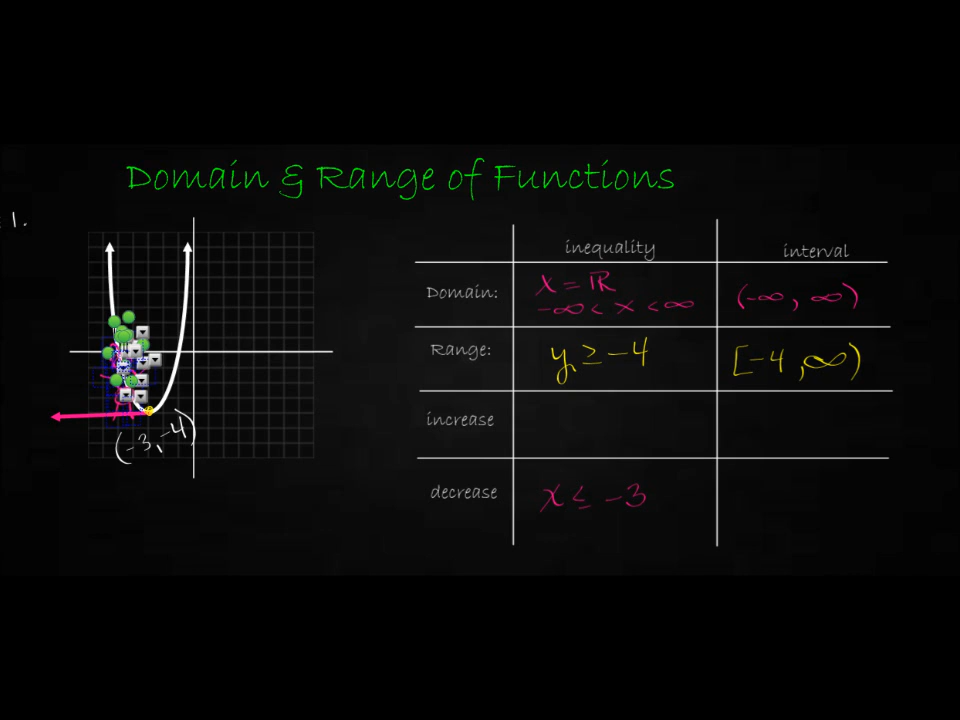 Domain & Range of Functions
1.
inequality interval
Domain: x = ℝ
-∞ < x < ∞ (-∞, ∞)
Range: y ≥ -4 [-4, ∞)
(-3, -4)
increase
decrease x ≤ -3